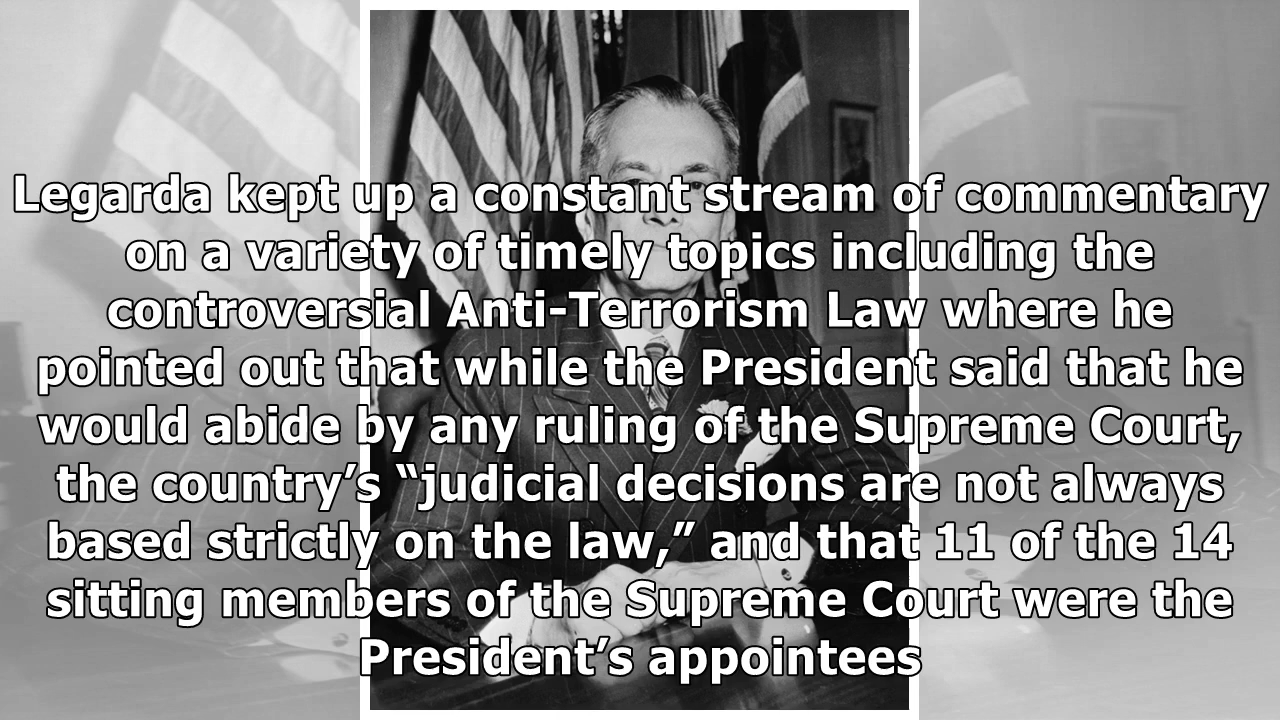 Legarda kept up a constant stream of commentary
on a variety of timely topics including the
controversial Anti-Terrorism Law where he
pointed out that while the President said that he
would abide by any ruling of the Supreme Court,
the country’s “judicial decisions are not always
based strictly on the law,” and that 11 of the 14
sitting members of the Supreme Court were the
President’s appointees